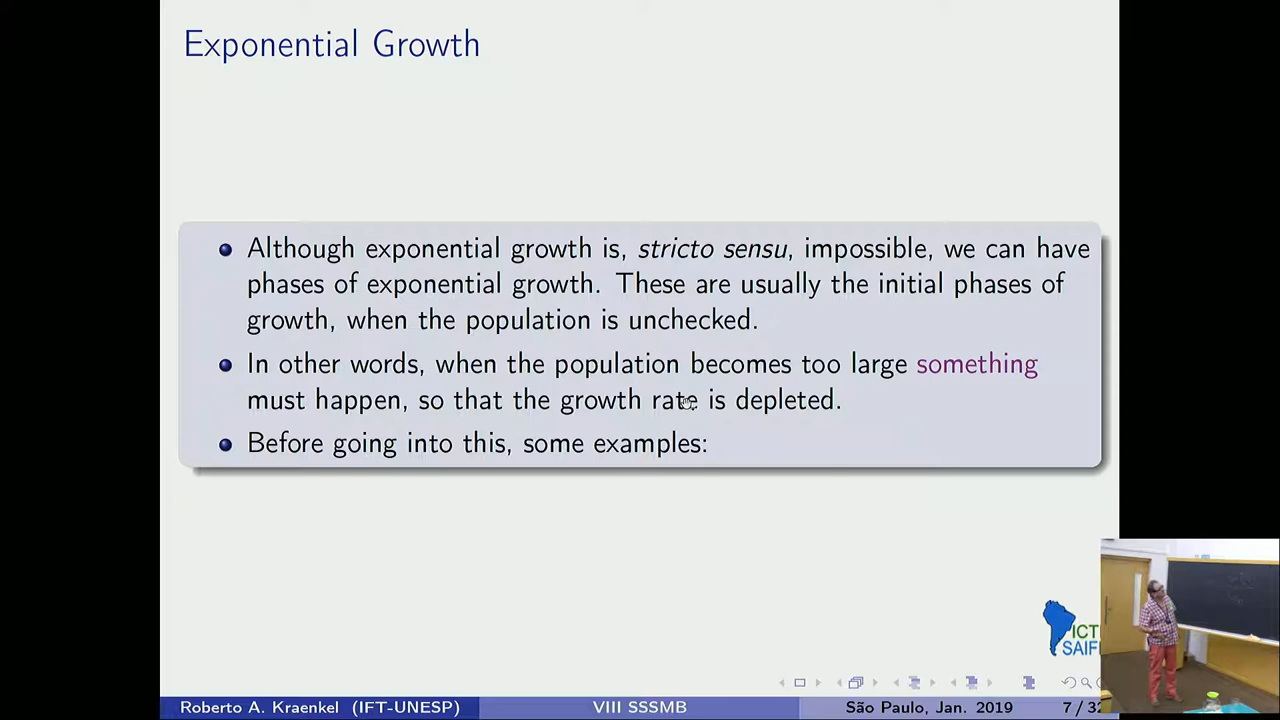 Exponential Growth
Although exponential growth is, stricto sensu, impossible, we can have
phases of exponential growth. These are usually the initial phases of
growth, when the population is unchecked.
In other words, when the population becomes too large something
must happen, so that the growth rate is depleted.
Before going into this, some examples:
ICT
SAIF
Roberto A. Kraenkel (IFT-UNESP) VIII SSSMB São Paulo, Jan. 2019 7 / 32